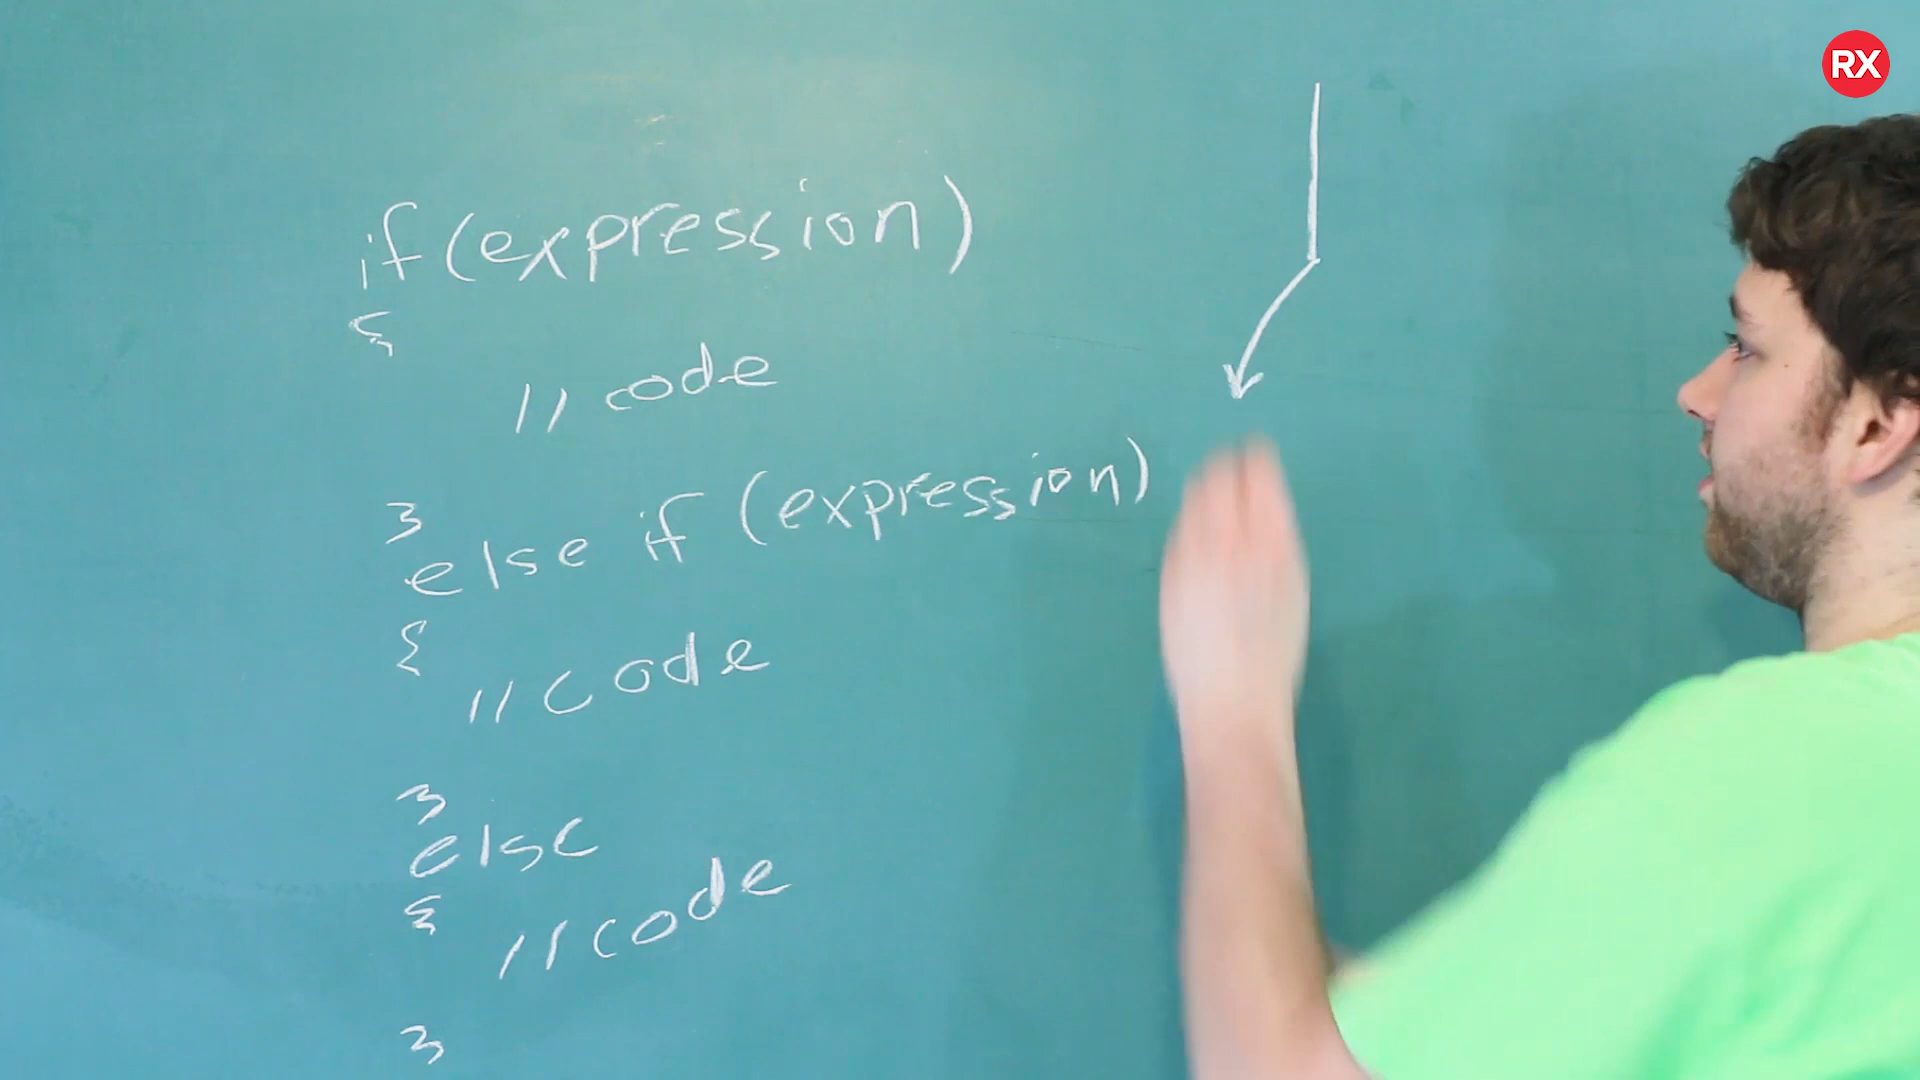 RX
if (expression)
{
// code
}
else if (expression)
{
// code
}
else
{
// code
}